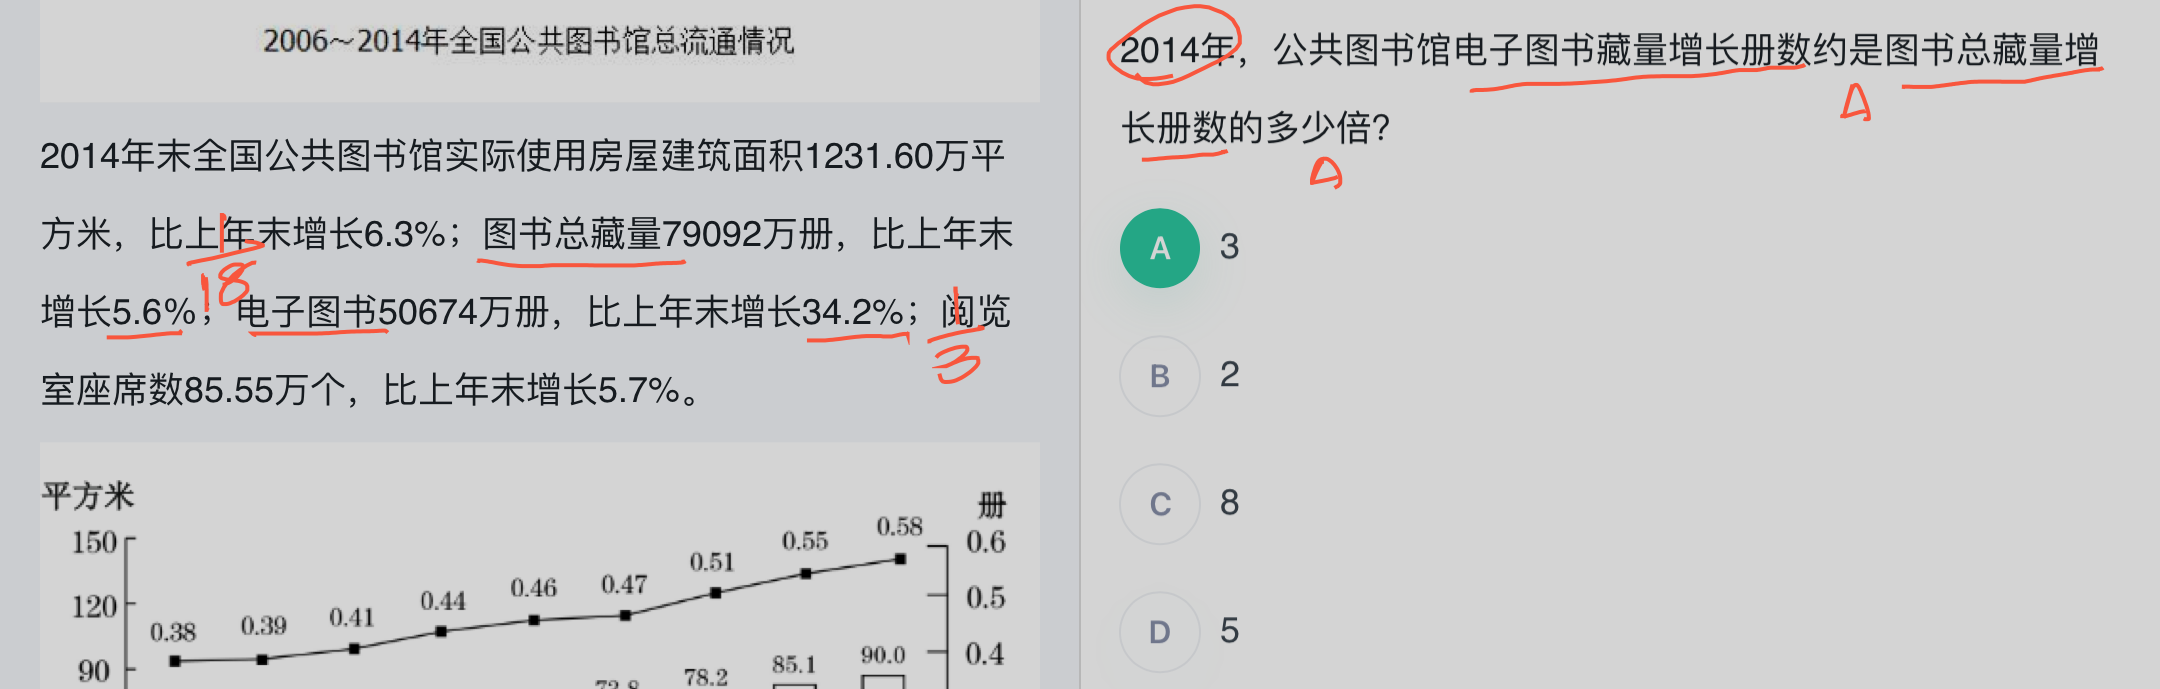 2006～2014年全国公共图书馆总流通情况
2014年末全国公共图书馆实际使用房屋建筑面积1231.60万平
方米，比上年末增长6.3%；图书总藏量79092万册，比上年末
增长5.6%；电子图书50674万册，比上年末增长34.2%；阅览
室座席数85.55万个，比上年末增长5.7%。
1
18
1
3
平方米
册
150
120
90
0.38
0.39
0.41
0.44
0.46
0.47
0.51
0.55
0.58
0.6
0.5
0.4
73.8
78.2
85.1
90.0
2014年，公共图书馆电子图书藏量增长册数约是图书总藏量增
长册数的多少倍？
A 3
B 2
C 8
D 5